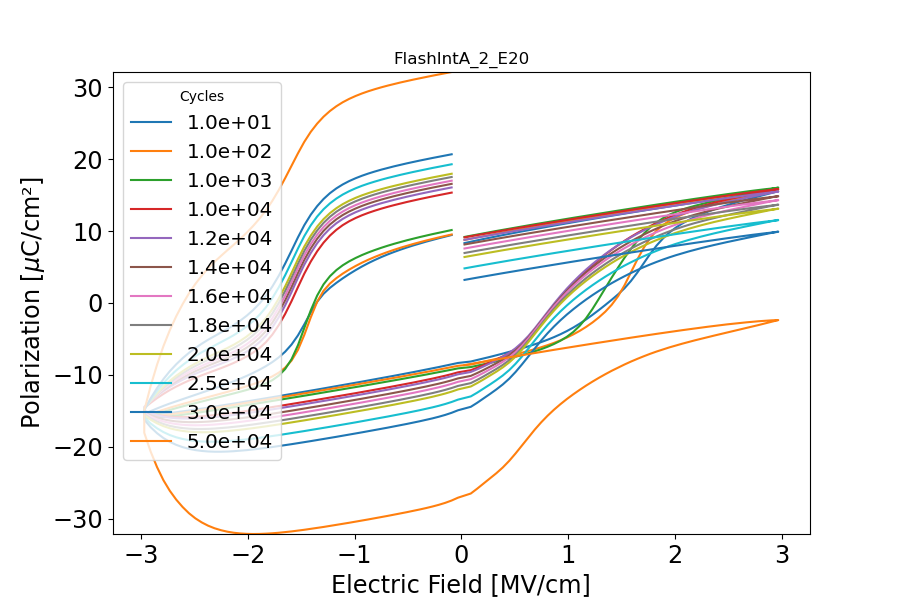 FlashIntA_2_E20
Polarization [μC/cm²]
30
20
10
0
−10
−20
−30
Cycles
1.0e+01
1.0e+02
1.0e+03
1.0e+04
1.2e+04
1.4e+04
1.6e+04
1.8e+04
2.0e+04
2.5e+04
3.0e+04
5.0e+04
−3 −2 −1 0 1 2 3
Electric Field [MV/cm]